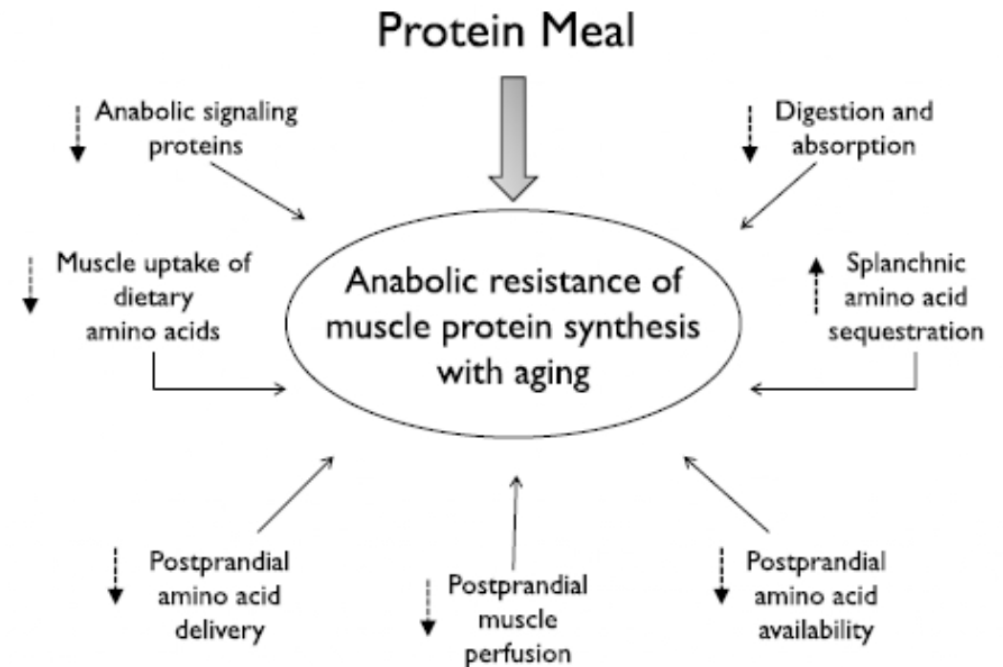 Protein Meal
Anabolic signaling
proteins
Digestion and
absorption
Muscle uptake of
dietary
amino acids
Anabolic resistance of
muscle protein synthesis
with aging
Splanchnic
amino acid
sequestration
Postprandial
amino acid
delivery
Postprandial
muscle
perfusion
Postprandial
amino acid
availability